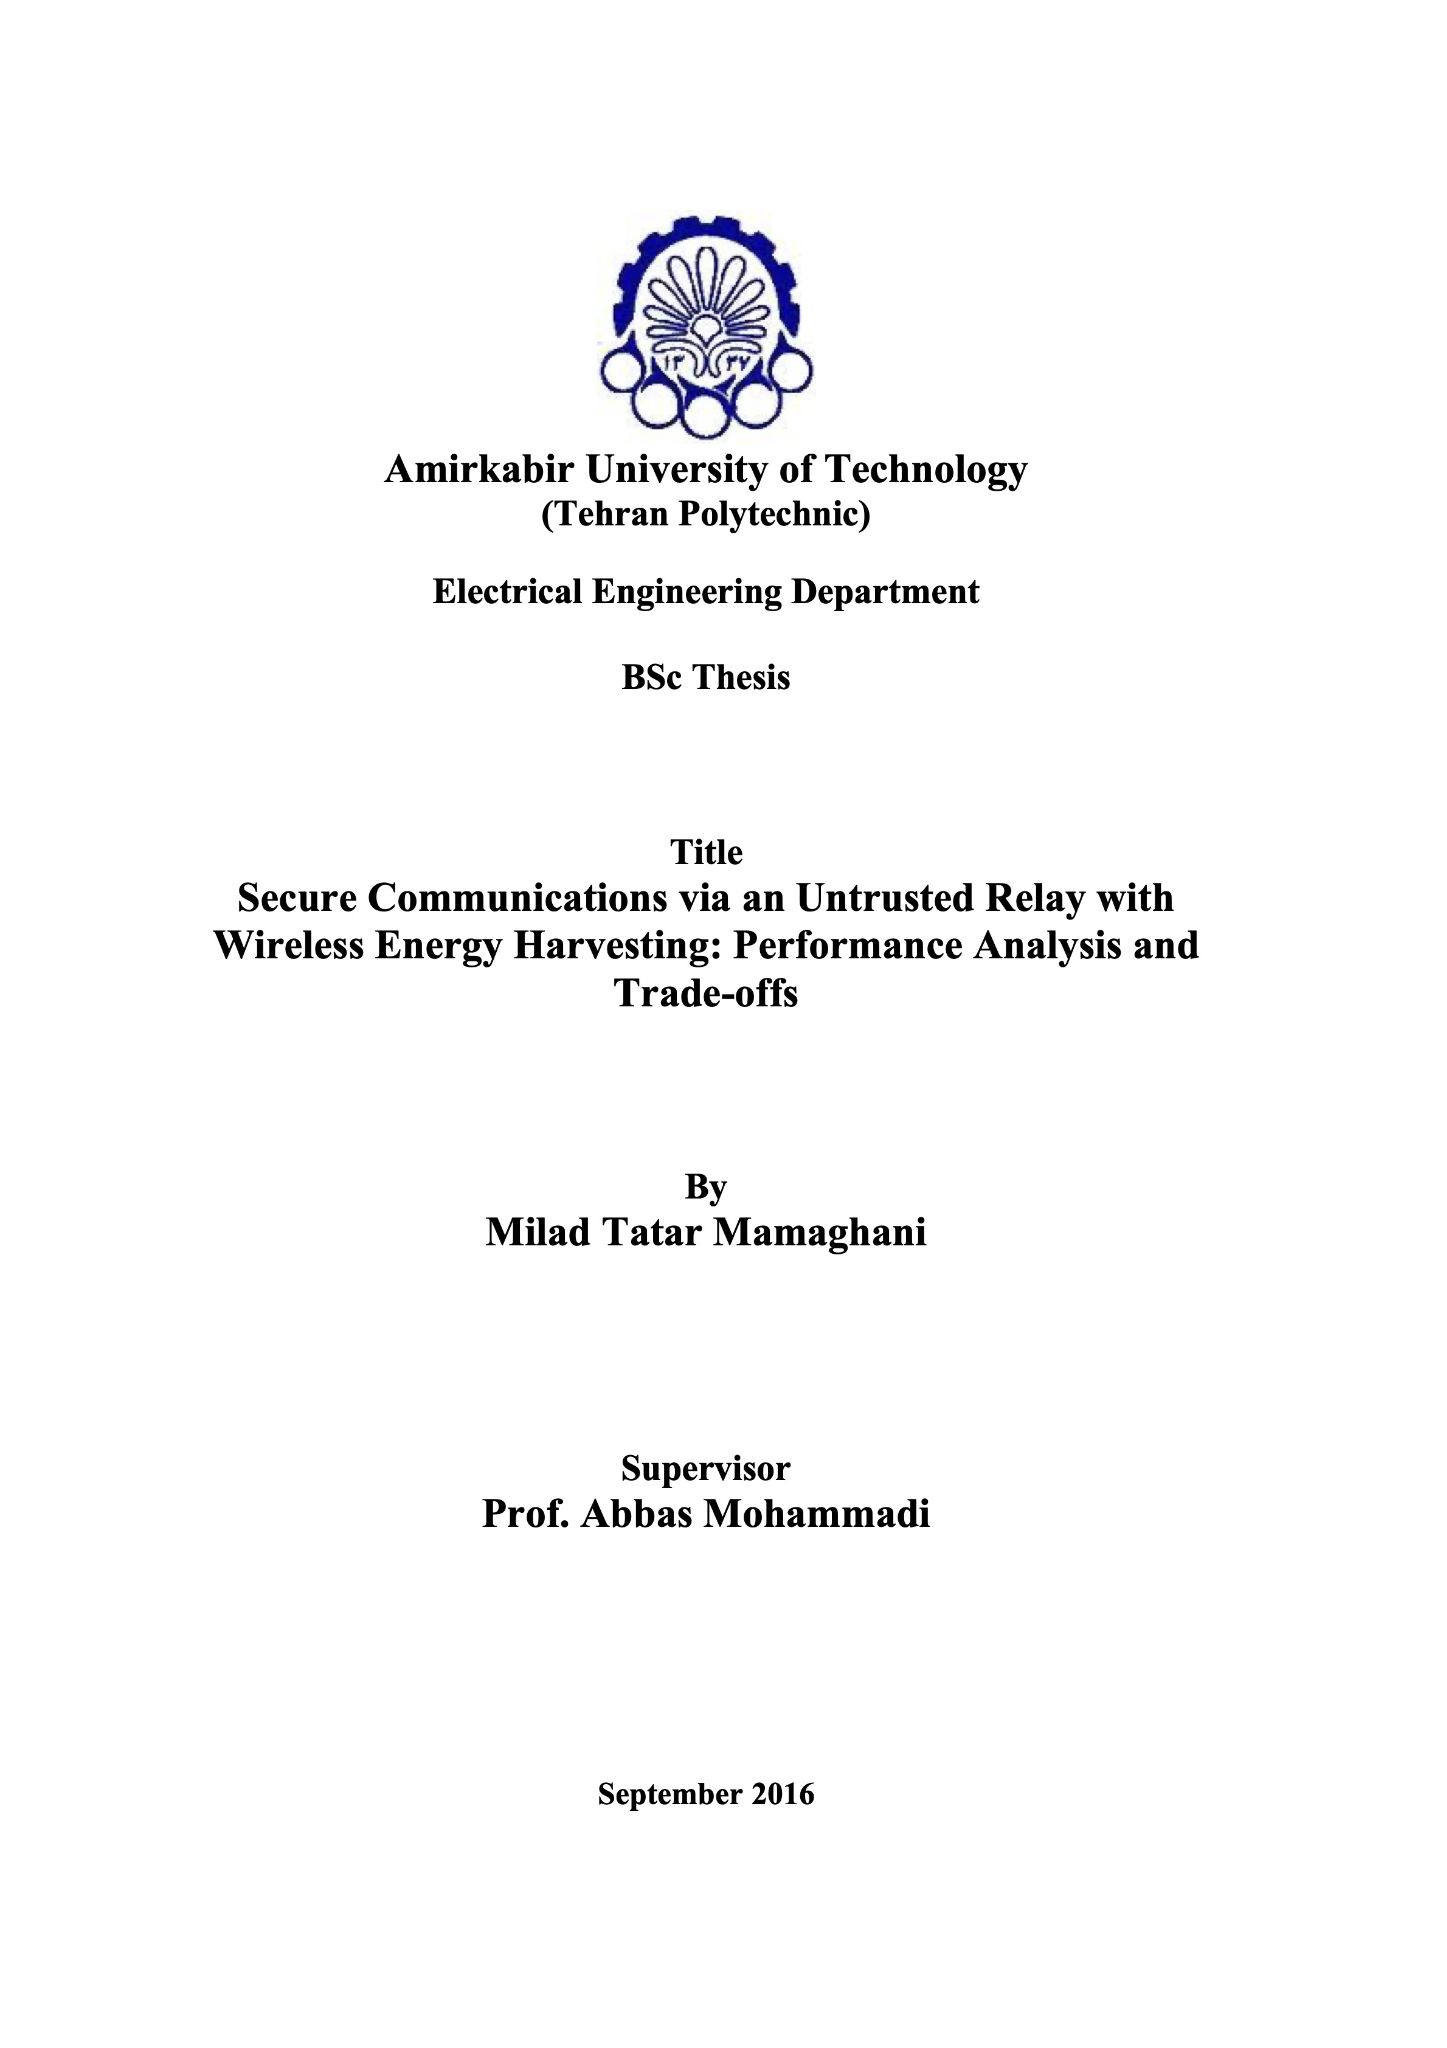 ۱۳ ۳۷
Amirkabir University of Technology
(Tehran Polytechnic)
Electrical Engineering Department
BSc Thesis
Title
Secure Communications via an Untrusted Relay with
Wireless Energy Harvesting: Performance Analysis and
Trade-offs
By
Milad Tatar Mamaghani
Supervisor
Prof. Abbas Mohammadi
September 2016